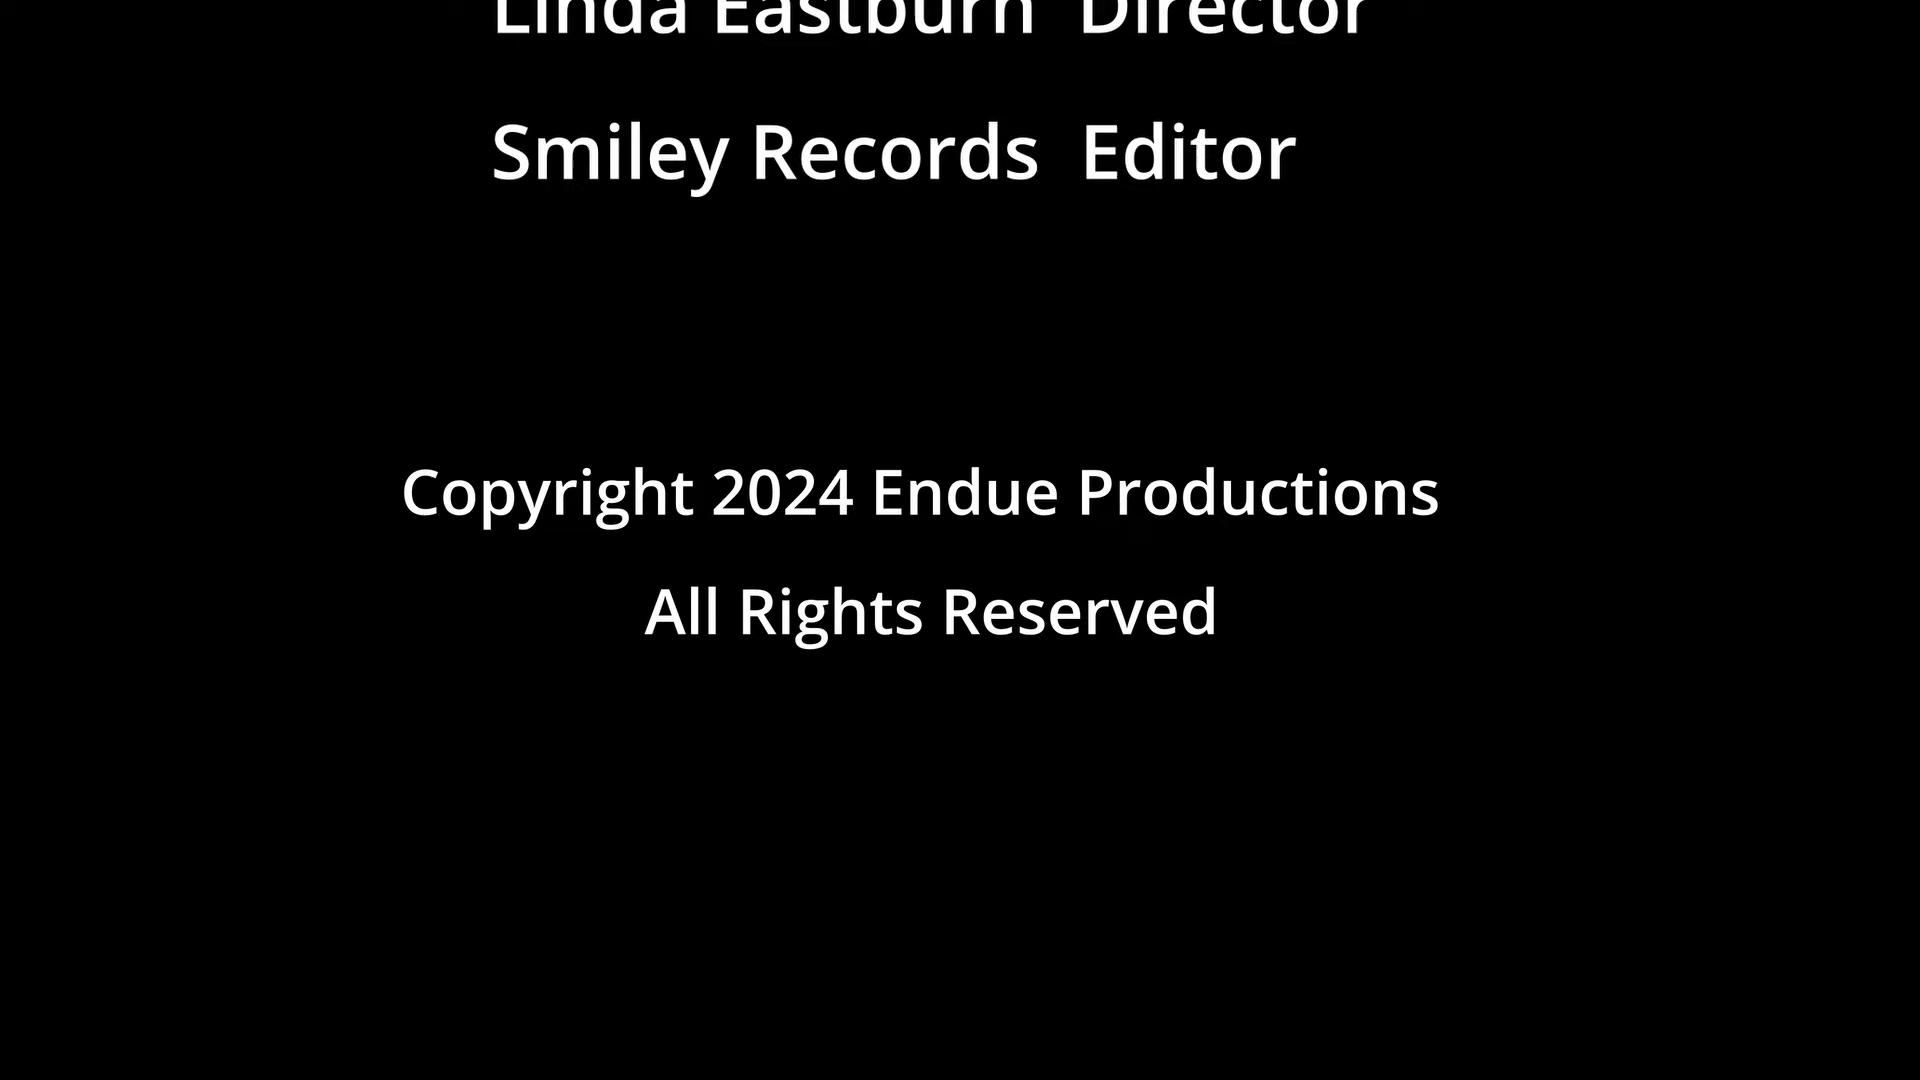 Linda Eastburn  Director
Smiley Records  Editor
Copyright 2024 Endue Productions
All Rights Reserved